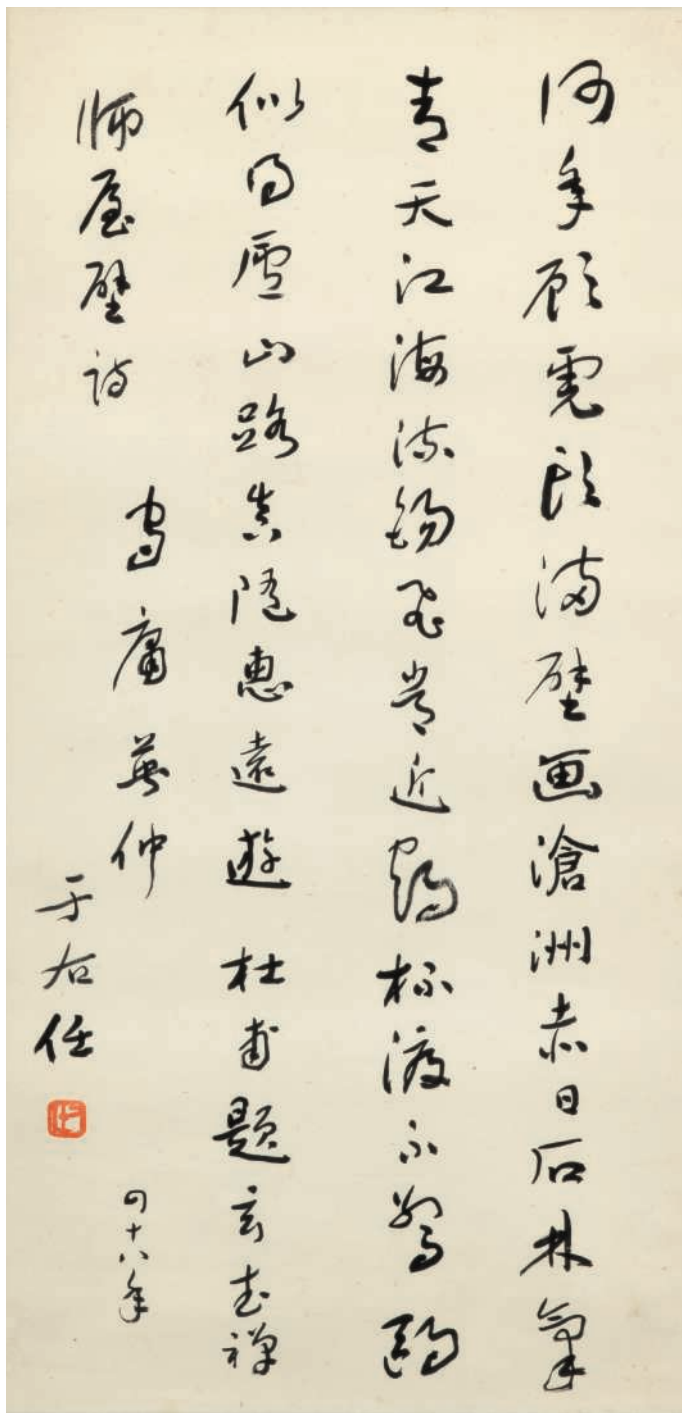 何年顧虎頭滿壁画滄洲赤日石林氣
青天江海流錫飛常近鶴杯渡不驚鷗
似得廬山路真隨惠遠遊 杜甫題玄武禪
師屋壁詩
庸 仲
四十八年
于右任